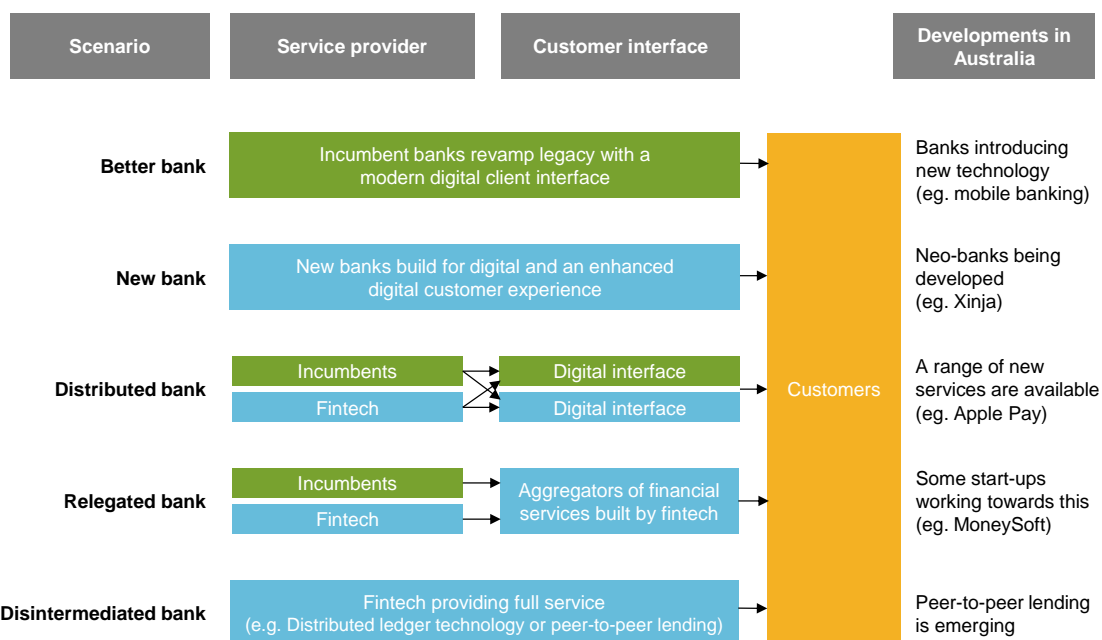 Scenario
Service provider
Customer interface
Developments in
Australia
Better bank
Incumbent banks revamp legacy with a
modern digital client interface
Banks introducing
new technology
(eg. mobile banking)
New bank
New banks build for digital and an enhanced
digital customer experience
Neo-banks being
developed
(eg. Xinja)
Distributed bank
Incumbents
Digital interface
Fintech
Digital interface
Customers
A range of new
services are available
(eg. Apple Pay)
Relegated bank
Incumbents
Fintech
Aggregators of financial
services built by fintech
Some start-ups
working towards this
(eg. MoneySoft)
Disintermediated bank
Fintech providing full service
(e.g. Distributed ledger technology or peer-to-peer lending)
Peer-to-peer lending
is emerging